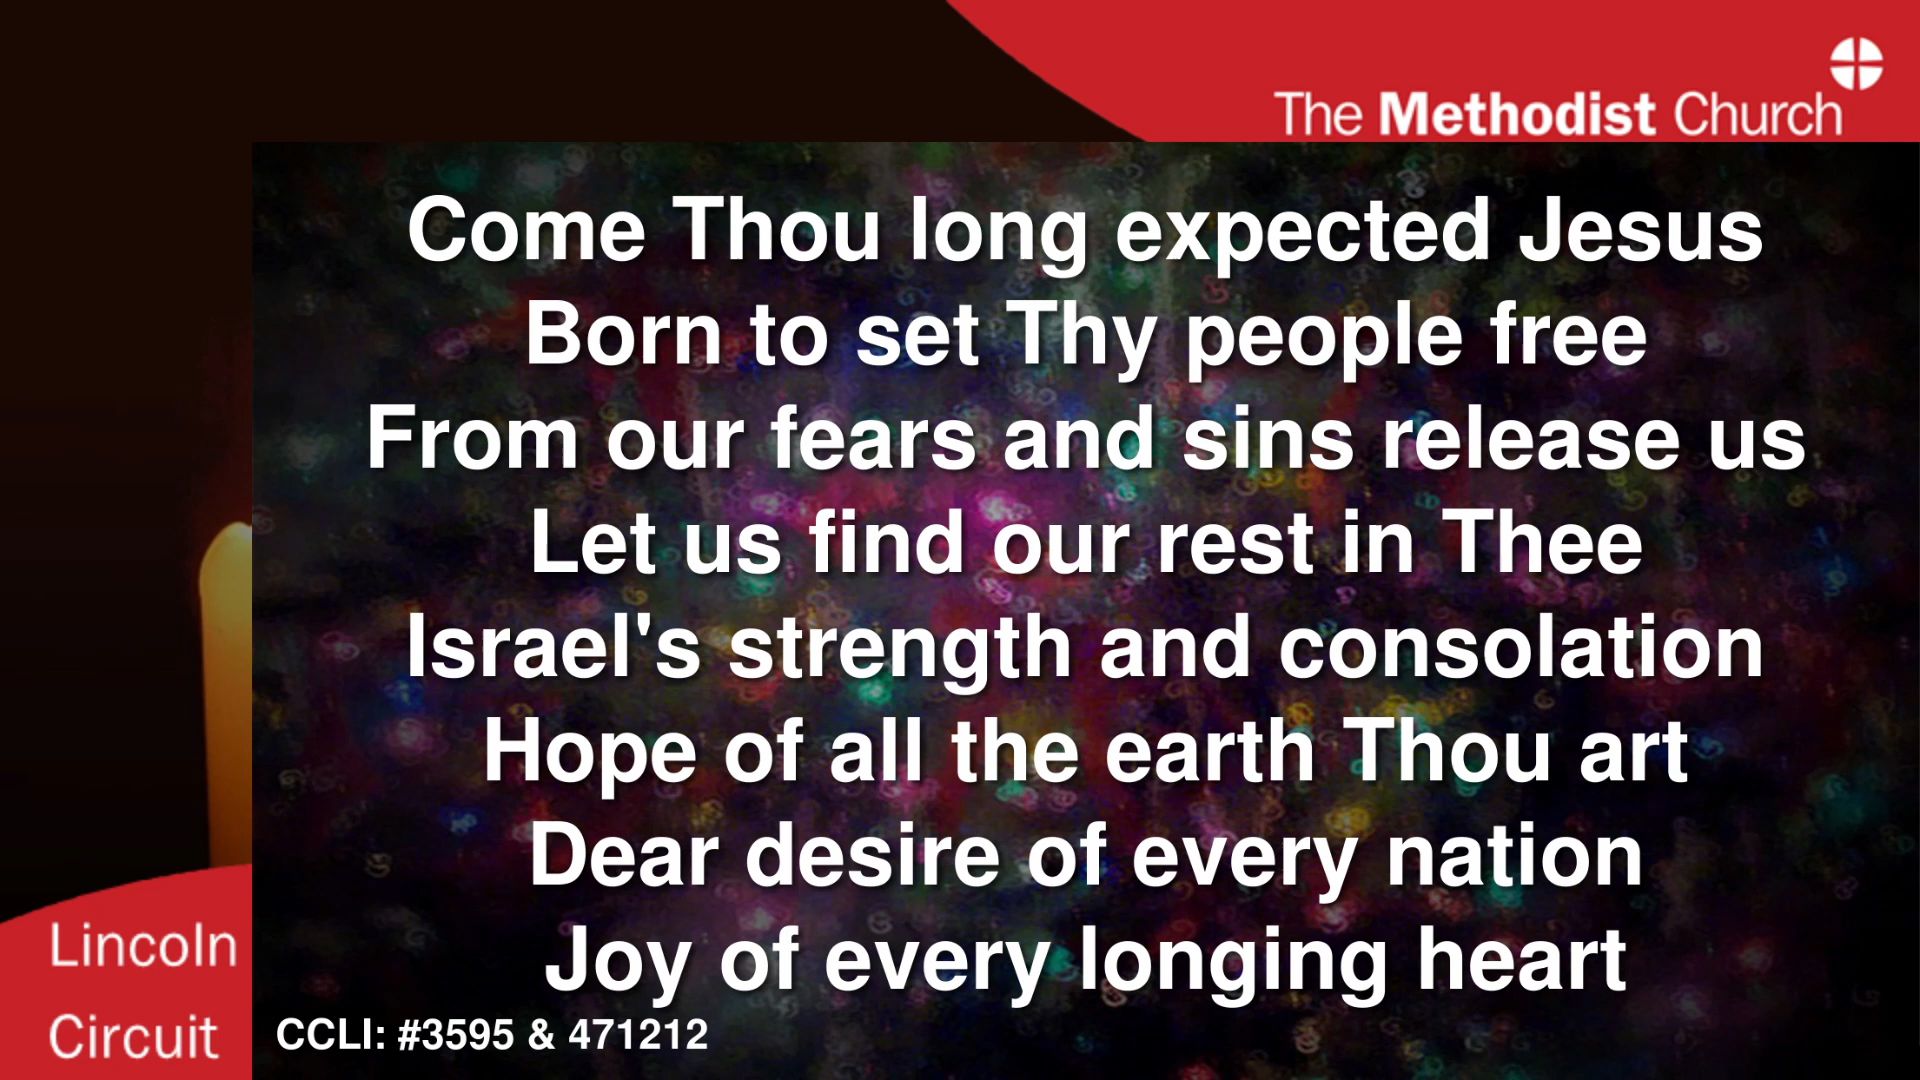 The Methodist Church
Come Thou long expected Jesus
Born to set Thy people free
From our fears and sins release us
Let us find our rest in Thee
Israel's strength and consolation
Hope of all the earth Thou art
Dear desire of every nation
Joy of every longing heart
Lincoln
Circuit
CCLI: #3595 & 471212